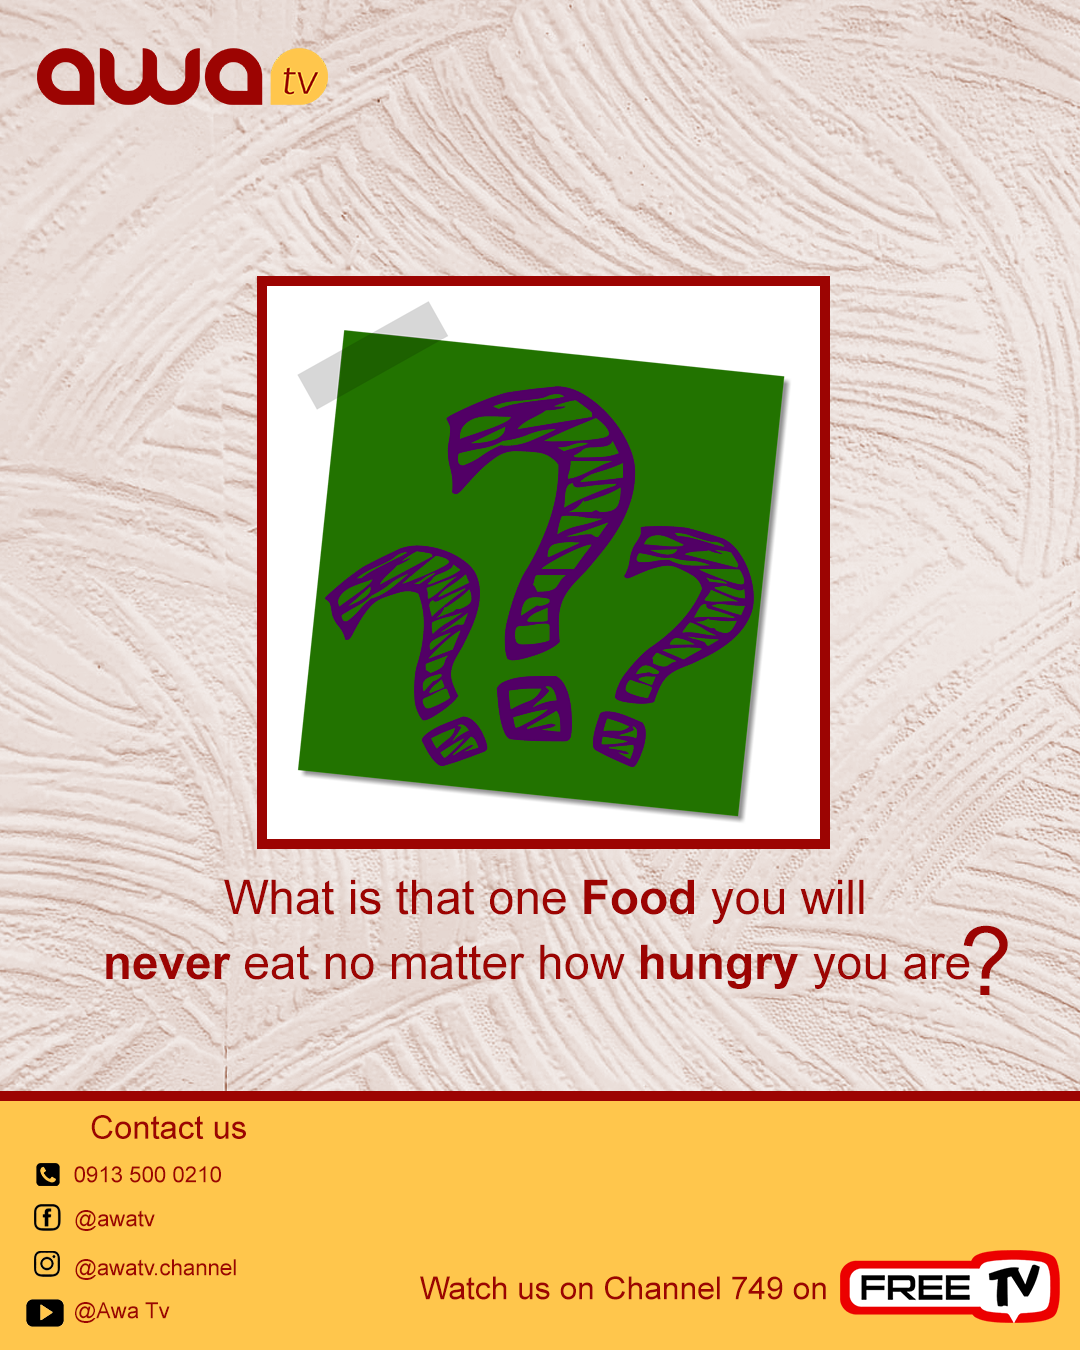 awa tv
What is that one Food you will
never eat no matter how hungry you are?
Contact us
0913 500 0210
@awatv
@awatv.channel
@Awa Tv
Watch us on Channel 749 on FREE TV